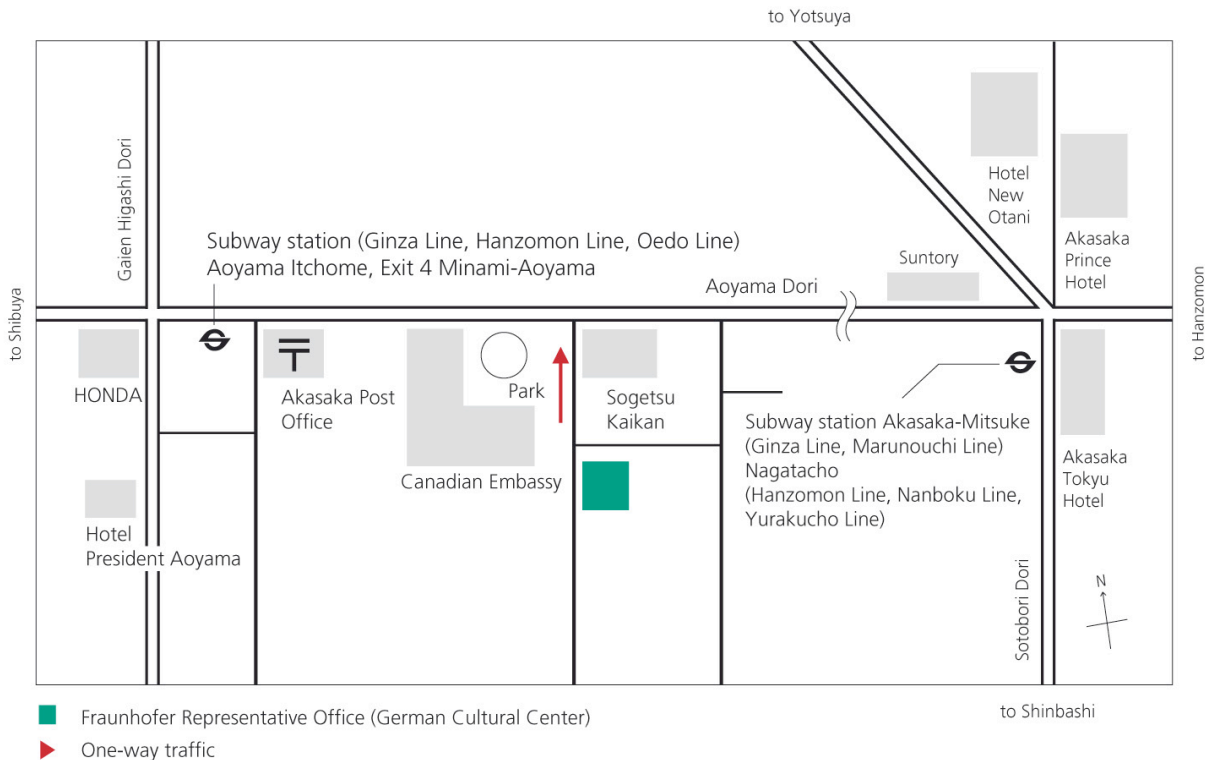 to Yotsuya
Gaien Higashi Dori
Hotel
New
Otani
Akasaka
Prince
Hotel
Subway station (Ginza Line, Hanzomon Line, Oedo Line)
Aoyama Itchome, Exit 4 Minami-Aoyama
Suntory
Aoyama Dori
to Shibuya
to Hanzomon
HONDA
Akasaka Post
Office
Park
Sogetsu
Kaikan
Subway station Akasaka-Mitsuke
(Ginza Line, Marunouchi Line)
Nagatacho
(Hanzomon Line, Nanboku Line,
Yurakucho Line)
Akasaka
Tokyu
Hotel
Canadian Embassy
Hotel
President Aoyama
Sotobori Dori
N
to Shinbashi
Fraunhofer Representative Office (German Cultural Center)
One-way traffic